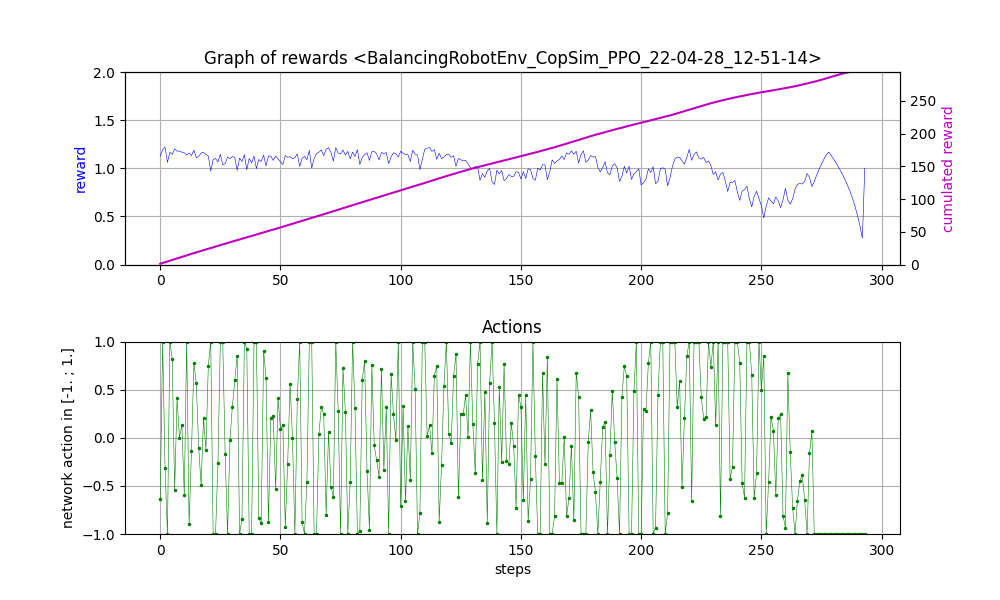 Graph of rewards <BalancingRobotEnv_CopSim_PPO_22-04-28_12-51-14>
reward
2.0
1.5
1.0
0.5
0.0
250
200
150
100
50
0
cumulated reward
0 50 100 150 200 250 300
Actions
network action in [-1. ; 1.]
1.0
0.5
0.0
−0.5
−1.0
0 50 100 150 200 250 300
steps